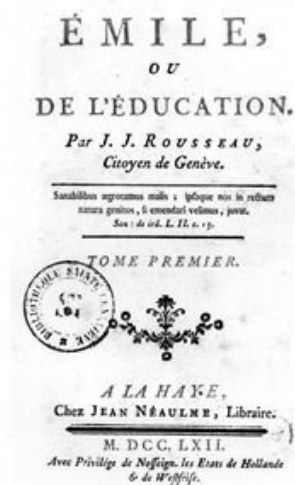 ÉMILE,
OU
DE L'ÉDUCATION.
Par J. J. ROUSSEAU,
Citoyen de Genève.
Sanabilibus ægrotamus malis ; ipsaque nos in rectum
natura genitos, si emendari velimus, juvat.
Sen : de irâ. L. II. c. 13.
TOME PREMIER.
A LA HAYE,
Chez JEAN NÉAULME, Libraire.
M. DCC. LXII.
Avec Privilége de Nosseign. les Etats de Hollande
& de Westfrise.